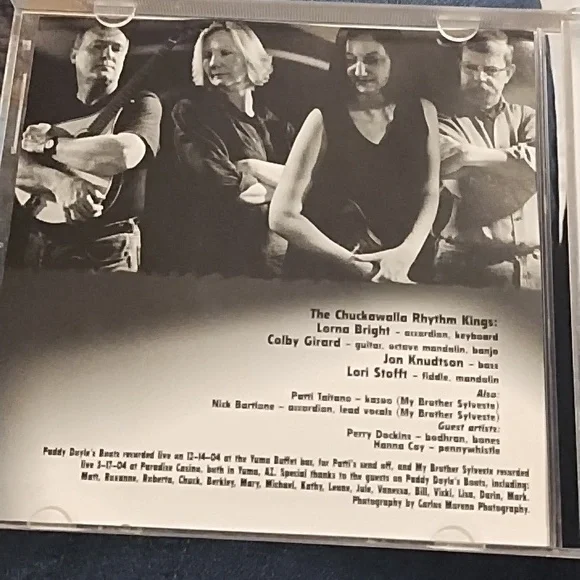 The Chuckawalla Rhythm Kings:
Lorna Bright – accordian, keyboard
Colby Girard – guitar, octave mandolin, banjo
Jon Knudtson – bass
Lori Stofft – fiddle, mandolin
Also:
Patti Taitano – kazoo (My Brother Sylveste)
Nick Bartione – accordian, lead vocals (My Brother Sylveste)
Guest artists:
Perry Dockins – bodhran, bones
Hanna Coy – pennywhistle
Paddy Doyle's Boots recorded live on 12-14-04 at the Yuma Buffet bar, for Patti's send off, and My Brother Sylveste recorded
live 3-17-04 at Paradise Casino, both in Yuma, AZ. Special thanks to the guests on Paddy Doyle's Boots, including:
Matt, Roxanne, Roberta, Chuck, Berkley, Mary, Michael, Kathy, Leane, Jule, Vanessa, Bill, Vicki, Lisa, Darin, Mark.
Photography by Carlos Moreno Photography.